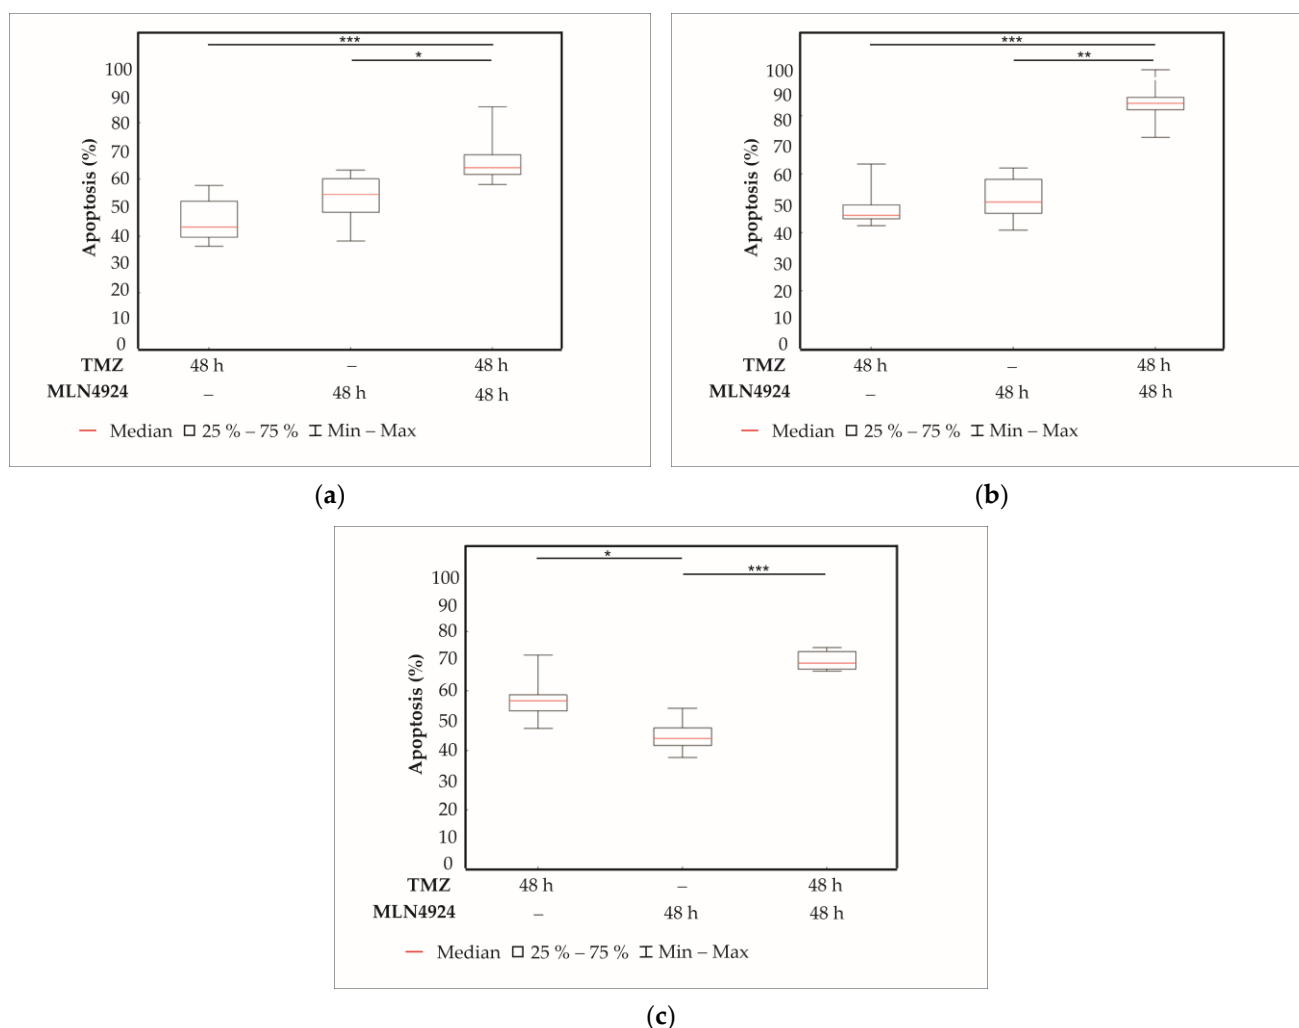 ***
*
100
90
80
70
60
50
40
30
20
10
0
Apoptosis (%)
TMZ 48 h – 48 h
MLN4924 – 48 h 48 h
Median 25 % – 75 % Min – Max
(a)
***
**
100
90
80
70
60
50
40
30
20
10
0
Apoptosis (%)
TMZ 48 h – 48 h
MLN4924 – 48 h 48 h
Median 25 % – 75 % Min – Max
(b)
*
***
100
90
80
70
60
50
40
30
20
10
0
Apoptosis (%)
TMZ 48 h – 48 h
MLN4924 – 48 h 48 h
Median 25 % – 75 % Min – Max
(c)